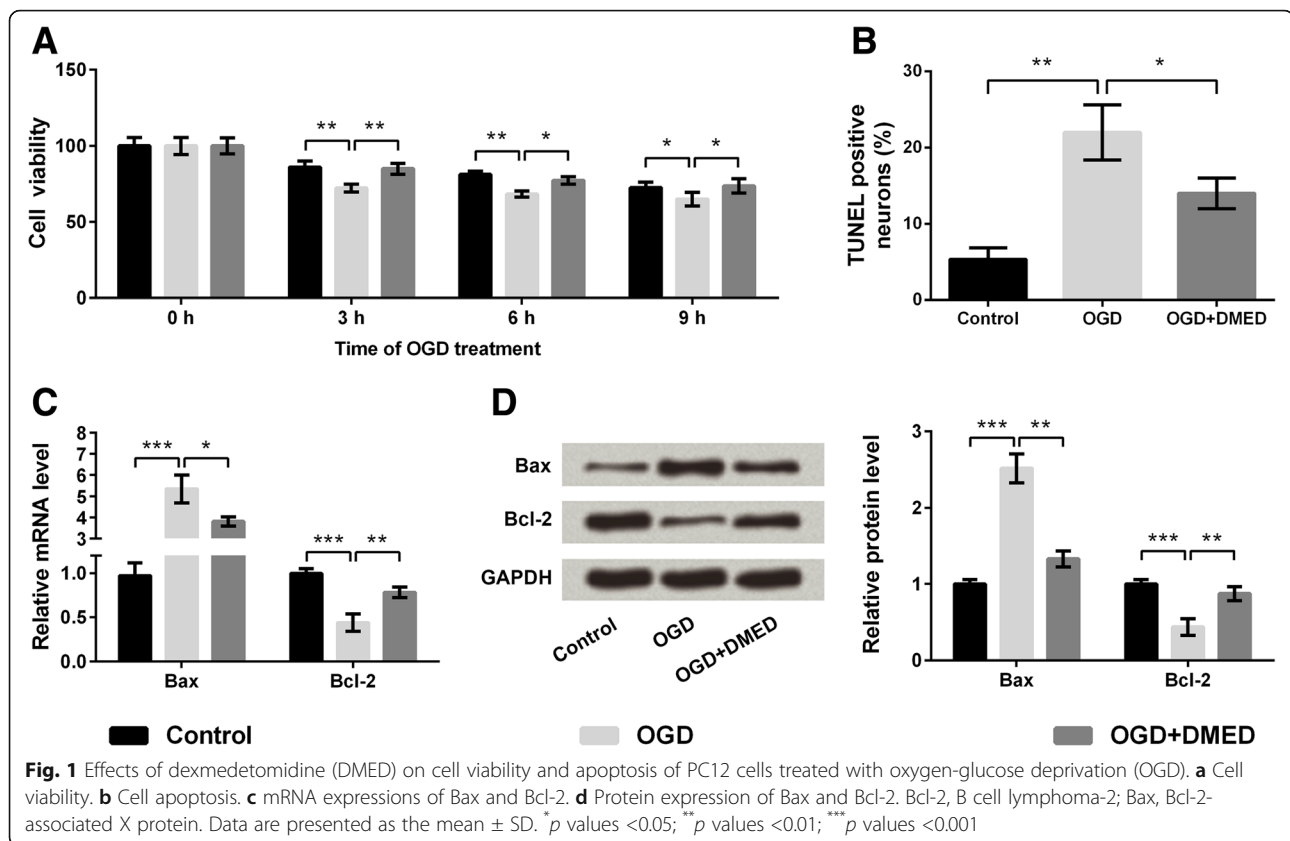 A
B
150
100
50
0
Cell viability
** **
** *
* *
0 h 3 h 6 h 9 h
Time of OGD treatment
30
20
10
0
TUNEL positive
neurons (%)
** *
Control OGD OGD+DMED
C
D
8
7
6
5
4
3
1.0
0.5
0.0
Relative mRNA level
*** *
*** **
Bax Bcl-2
Bax
Bcl-2
GAPDH
Control OGD OGD+DMED
3
2
1
0
Relative protein level
*** **
*** **
Bax Bcl-2
Control OGD OGD+DMED
Fig. 1 Effects of dexmedetomidine (DMED) on cell viability and apoptosis of PC12 cells treated with oxygen-glucose deprivation (OGD). a Cell
viability. b Cell apoptosis. c mRNA expressions of Bax and Bcl-2. d Protein expression of Bax and Bcl-2. Bcl-2, B cell lymphoma-2; Bax, Bcl-2-
associated X protein. Data are presented as the mean ± SD. *p values <0.05; **p values <0.01; ***p values <0.001